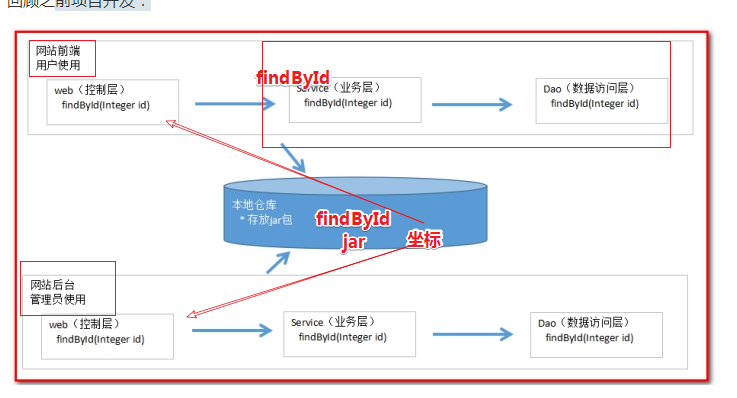 回顾之前项目开发：
网站前端
用户使用
findById
web（控制层）
findById(Integer id)
Service（业务层）
findById(Integer id)
Dao（数据访问层）
findById(Integer id)
本地仓库
* 存放jar包
findById
jar
坐标
网站后台
管理员使用
web（控制层）
findById(Integer id)
Service（业务层）
findById(Integer id)
Dao（数据访问层）
findById(Integer id)